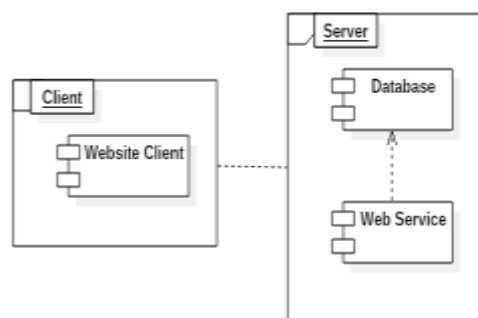 Client
Website Client
Server
Database
Web Service